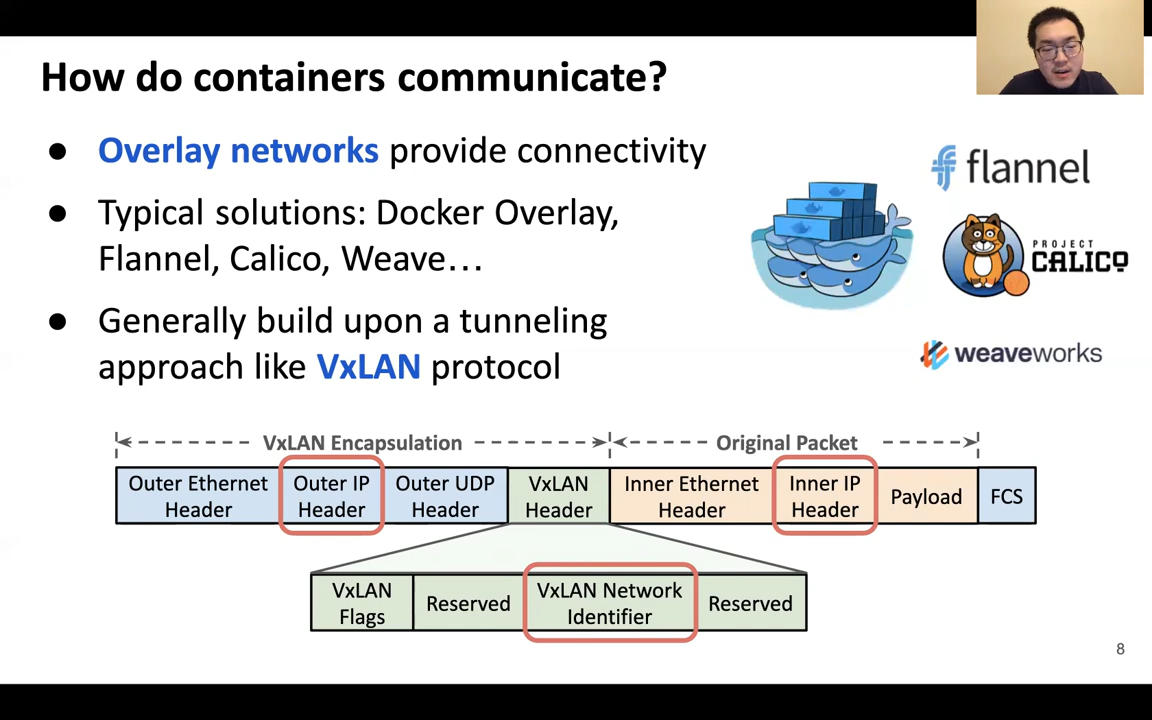 How do containers communicate?
● Overlay networks provide connectivity
● Typical solutions: Docker Overlay,
Flannel, Calico, Weave…
● Generally build upon a tunneling
approach like VxLAN protocol
flannel
PROJECT
CALICO
weaveworks
VxLAN Encapsulation
Original Packet
Outer Ethernet
Header
Outer IP
Header
Outer UDP
Header
VxLAN
Header
Inner Ethernet
Header
Inner IP
Header
Payload
FCS
VxLAN
Flags
Reserved
VxLAN Network
Identifier
Reserved
8